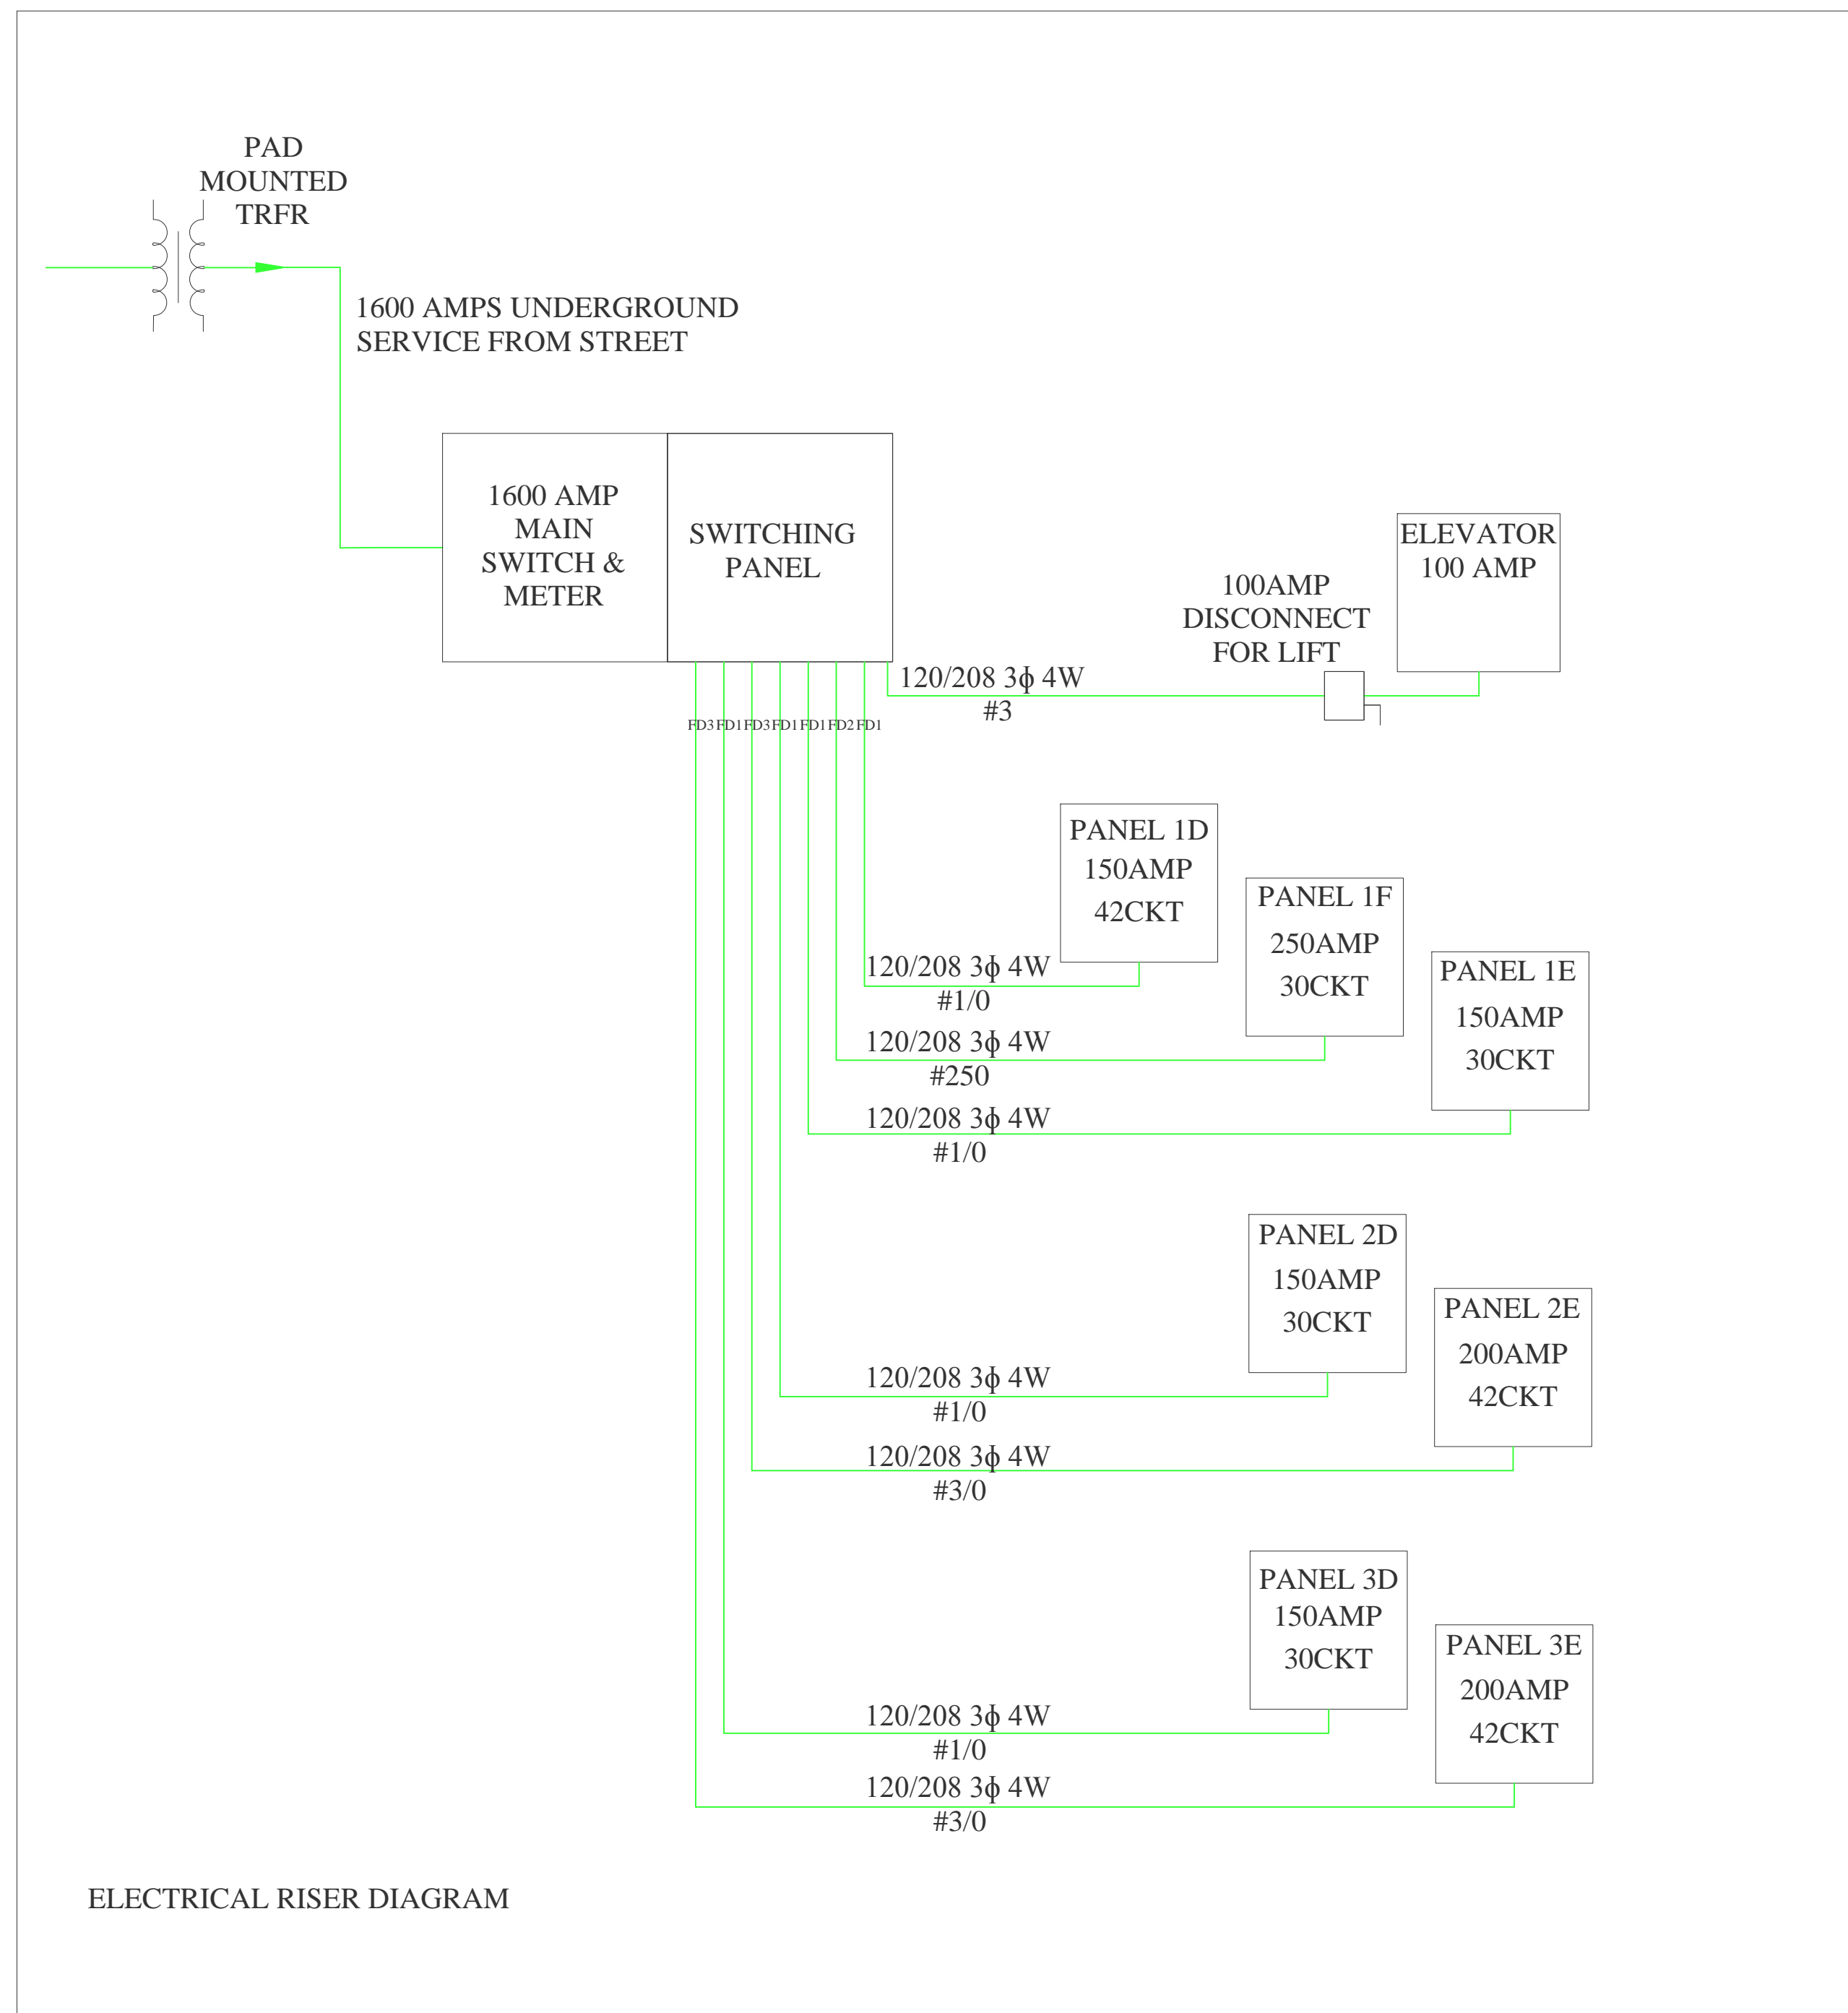 PAD
MOUNTED
TRFR
1600 AMPS UNDERGROUND
SERVICE FROM STREET
1600 AMP
MAIN
SWITCH &
METER
SWITCHING
PANEL
ELEVATOR
100 AMP
100AMP
DISCONNECT
FOR LIFT
120/208 3ϕ 4W
#3
FD3 FD1 FD3 FD1 FD1 FD2 FD1
PANEL 1D
150AMP
42CKT
120/208 3ϕ 4W
#1/0
PANEL 1F
250AMP
30CKT
120/208 3ϕ 4W
#250
PANEL 1E
150AMP
30CKT
120/208 3ϕ 4W
#1/0
PANEL 2D
150AMP
30CKT
120/208 3ϕ 4W
#1/0
PANEL 2E
200AMP
42CKT
120/208 3ϕ 4W
#3/0
PANEL 3D
150AMP
30CKT
120/208 3ϕ 4W
#1/0
PANEL 3E
200AMP
42CKT
120/208 3ϕ 4W
#3/0
ELECTRICAL RISER DIAGRAM